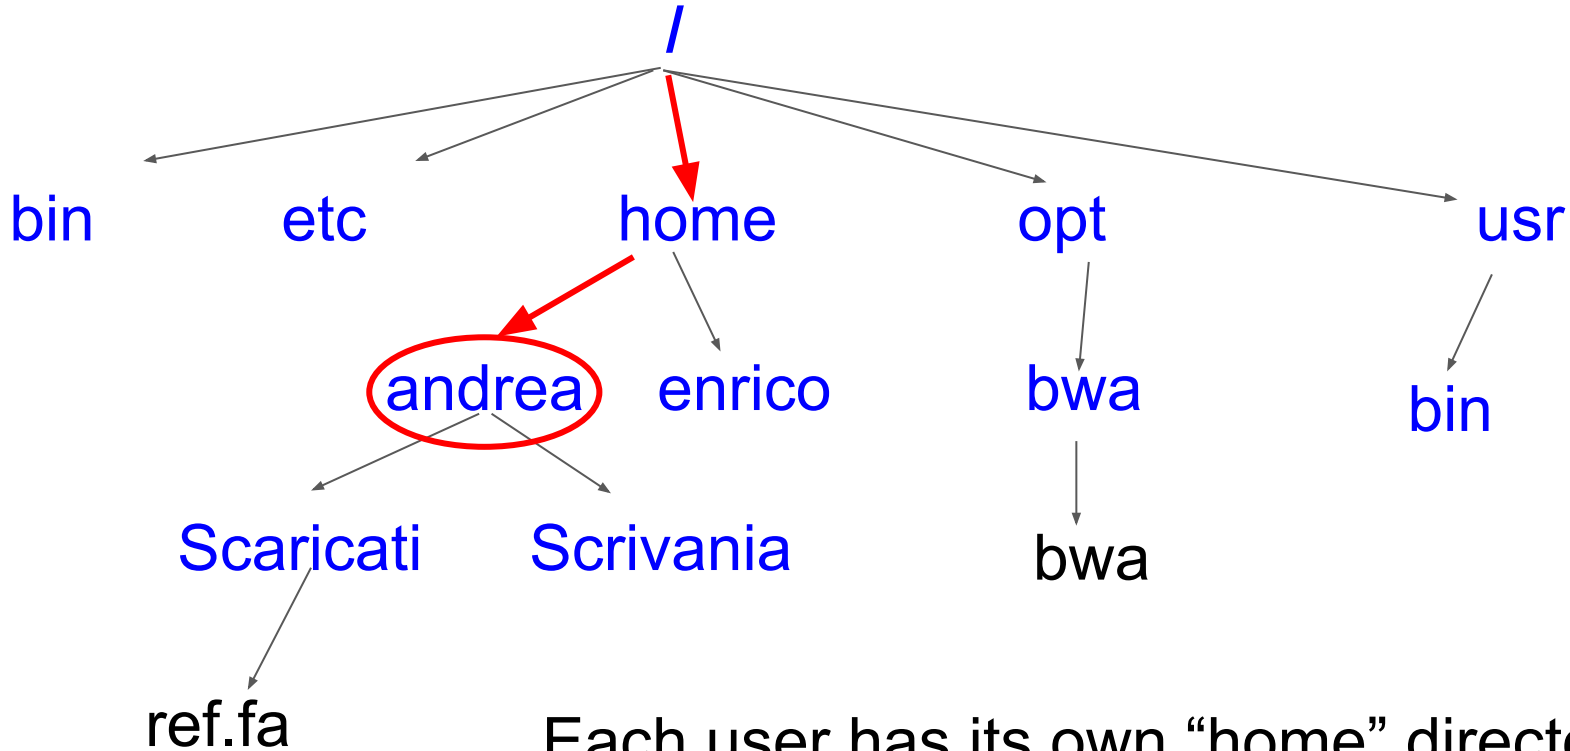 /
bin etc home opt usr
andrea enrico bwa bin
Scaricati Scrivania bwa
ref.fa
Each user has its own “home”